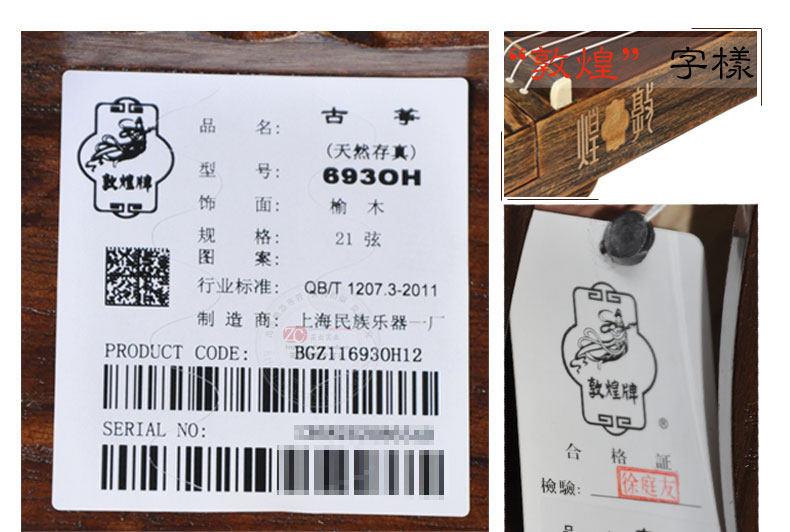 敦煌牌
品 名: 古 筝
(天然存真)
型 号: 6930H
饰 面: 榆 木
规 格: 21 弦
图 案:
行业标准: QB/T 1207.3-2011
制 造 商: 上海民族乐器一厂
PRODUCT CODE: BGZ116930H12
SERIAL NO:
“敦煌” 字樣
敦煌
敦煌牌
®
合 格 証
檢驗: 徐庭友